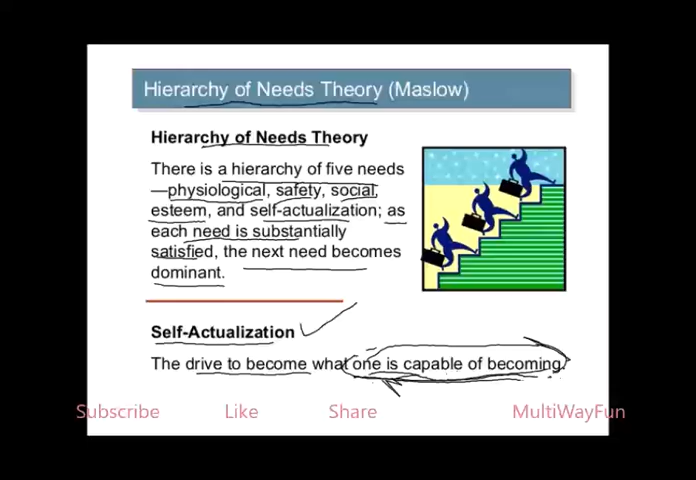 Hierarchy of Needs Theory (Maslow)
Hierarchy of Needs Theory
There is a hierarchy of five needs
—physiological, safety, social,
esteem, and self-actualization; as
each need is substantially
satisfied, the next need becomes
dominant.
Self-Actualization
The drive to become what one is capable of becoming.
Subscribe Like Share MultiWayFun